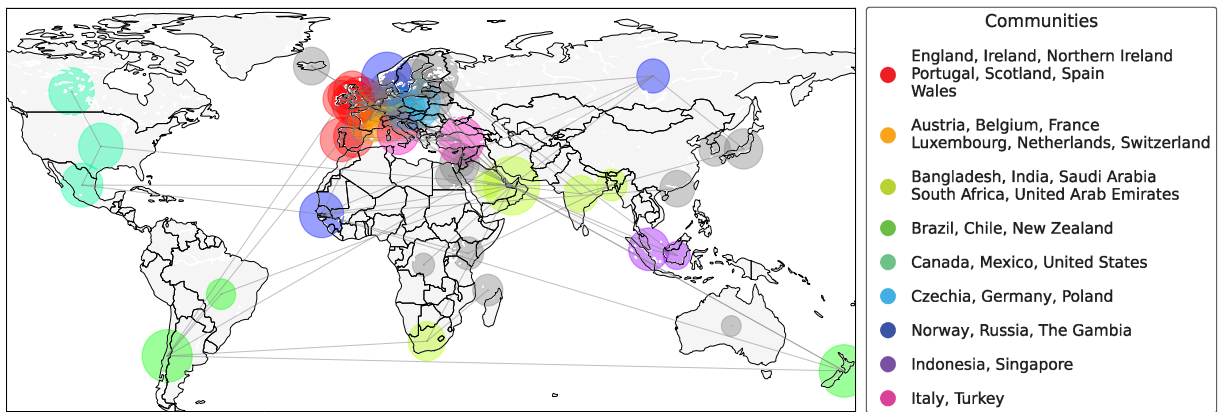 Communities
England, Ireland, Northern Ireland
Portugal, Scotland, Spain
Wales
Austria, Belgium, France
Luxembourg, Netherlands, Switzerland
Bangladesh, India, Saudi Arabia
South Africa, United Arab Emirates
Brazil, Chile, New Zealand
Canada, Mexico, United States
Czechia, Germany, Poland
Norway, Russia, The Gambia
Indonesia, Singapore
Italy, Turkey